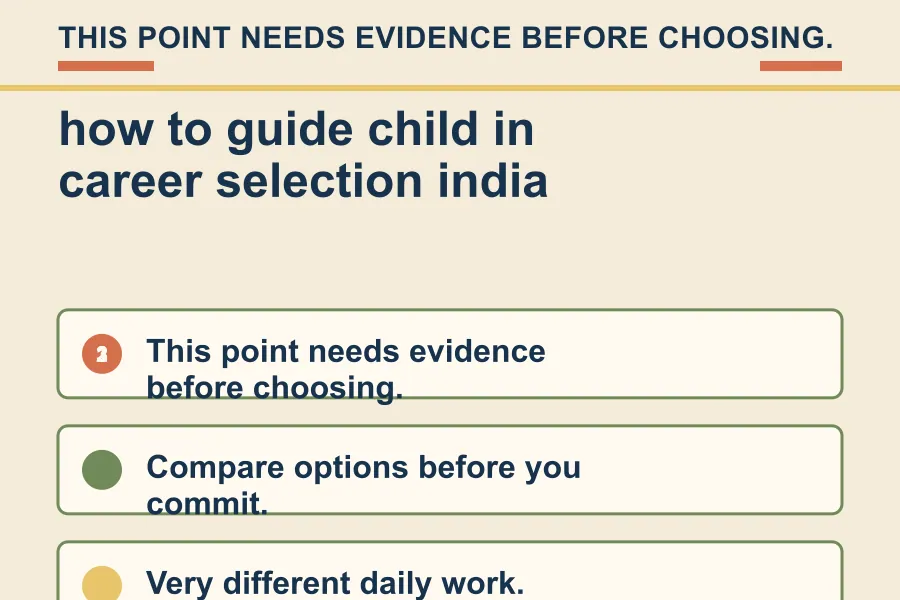 THIS POINT NEEDS EVIDENCE BEFORE CHOOSING.
how to guide child in
career selection india
This point needs evidence
before choosing.
Compare options before you
commit.
Very different daily work.